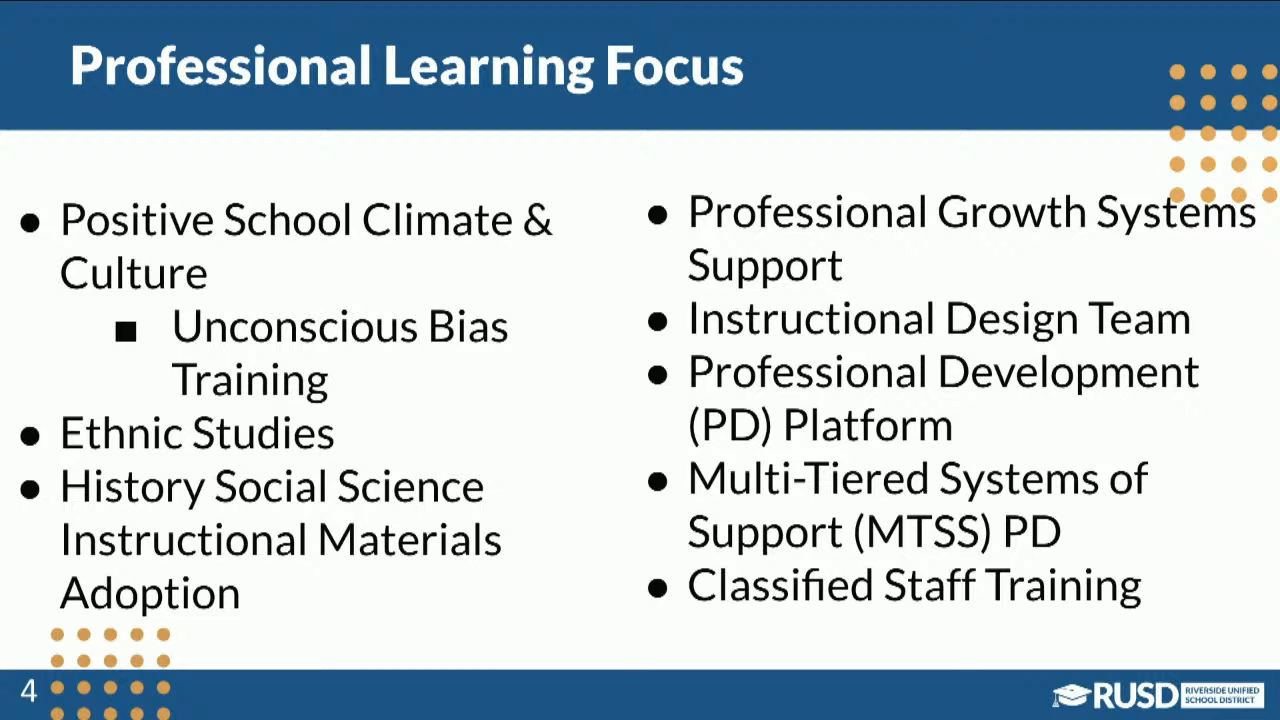 Professional Learning Focus
● Positive School Climate &
Culture
■ Unconscious Bias
Training
● Ethnic Studies
● History Social Science
Instructional Materials
Adoption
● Professional Growth Systems
Support
● Instructional Design Team
● Professional Development
(PD) Platform
● Multi-Tiered Systems of
Support (MTSS) PD
● Classified Staff Training
4
RUSD
RIVERSIDE UNIFIED
SCHOOL DISTRICT